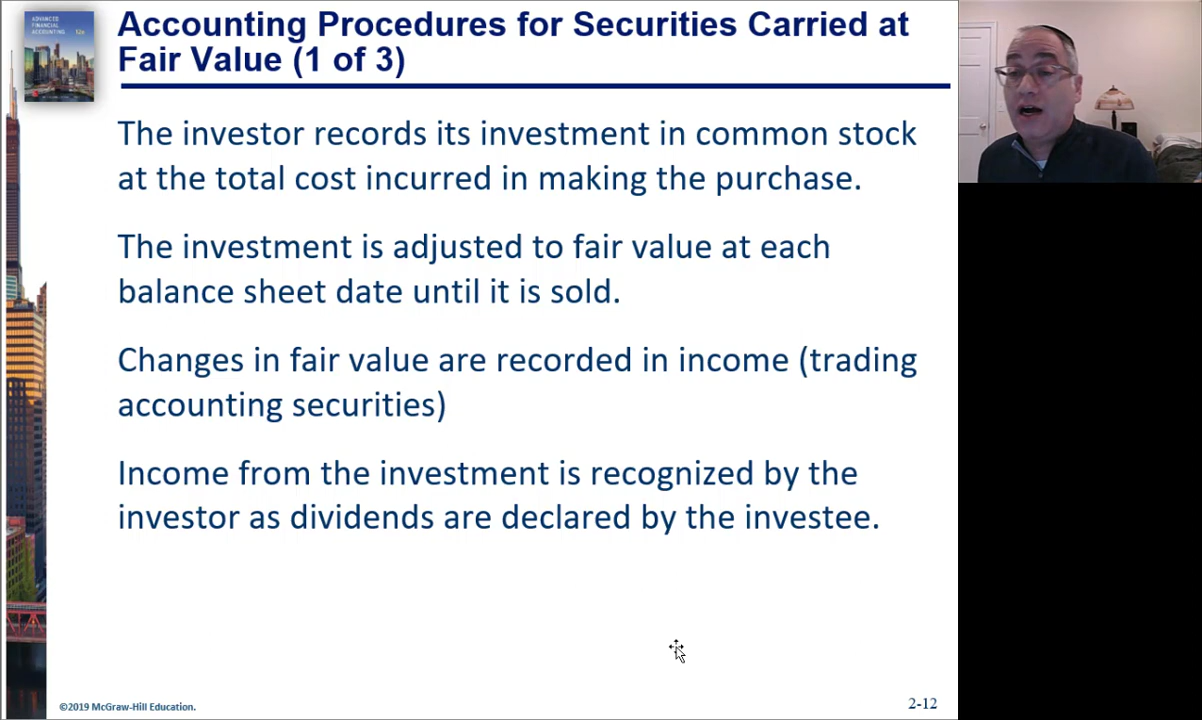 ADVANCED
FINANCIAL
ACCOUNTING
12e
Accounting Procedures for Securities Carried at
Fair Value (1 of 3)
The investor records its investment in common stock
at the total cost incurred in making the purchase.
The investment is adjusted to fair value at each
balance sheet date until it is sold.
Changes in fair value are recorded in income (trading
accounting securities)
Income from the investment is recognized by the
investor as dividends are declared by the investee.
©2019 McGraw-Hill Education.
2-12